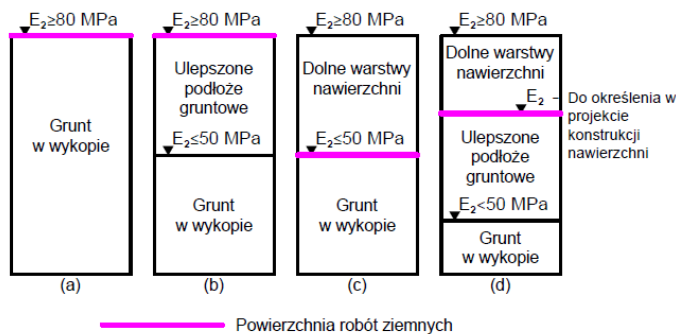 E2≥80 MPa
Grunt
w wykopie
(a)
E2≥80 MPa
Ulepszone
podłoże
gruntowe
E2≤50 MPa
Grunt
w wykopie
(b)
E2≥80 MPa
Dolne warstwy
nawierzchni
E2≤50 MPa
Grunt
w wykopie
(c)
E2≥80 MPa
Dolne warstwy
nawierzchni
E2 – Do określenia w
projekcie
konstrukcji
nawierzchni
Ulepszone
podłoże
gruntowe
E2<50 MPa
Grunt
w wykopie
(d)
Powierzchnia robót ziemnych